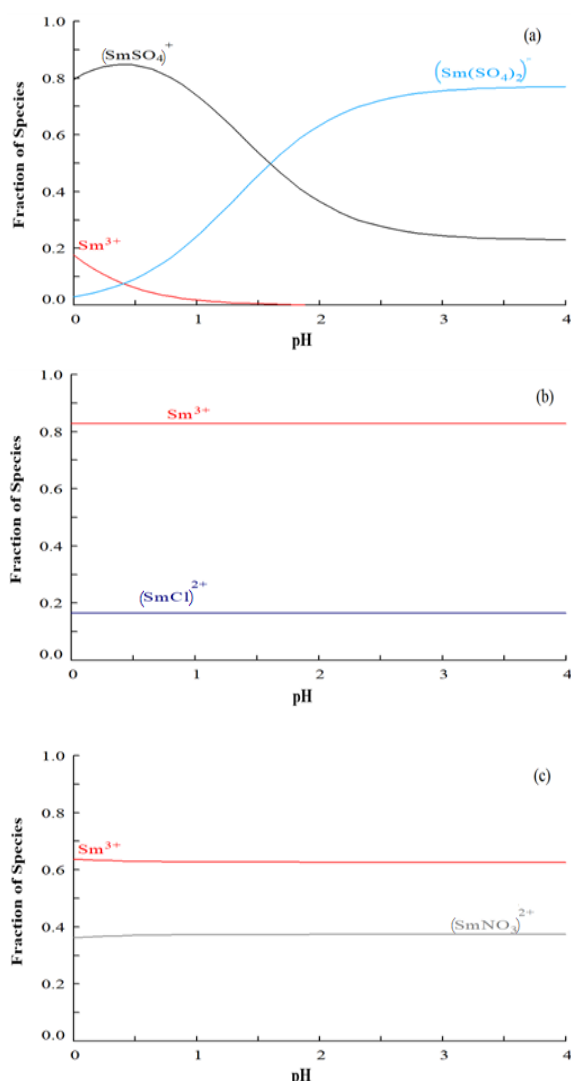 1.0
(a)
(SmSO₄)⁺
(Sm(SO₄)₂)⁻
0.8
0.6
0.4
0.2
Sm³⁺
0.0
0 1 2 3 4
pH
Fraction of Species
1.0
(b)
Sm³⁺
0.8
0.6
0.4
0.2
(SmCl)²⁺
0.0
0 1 2 3 4
pH
Fraction of Species
1.0
(c)
0.8
Sm³⁺
0.6
0.4
(SmNO₃)²⁺
0.2
0.0
0 1 2 3 4
pH
Fraction of Species